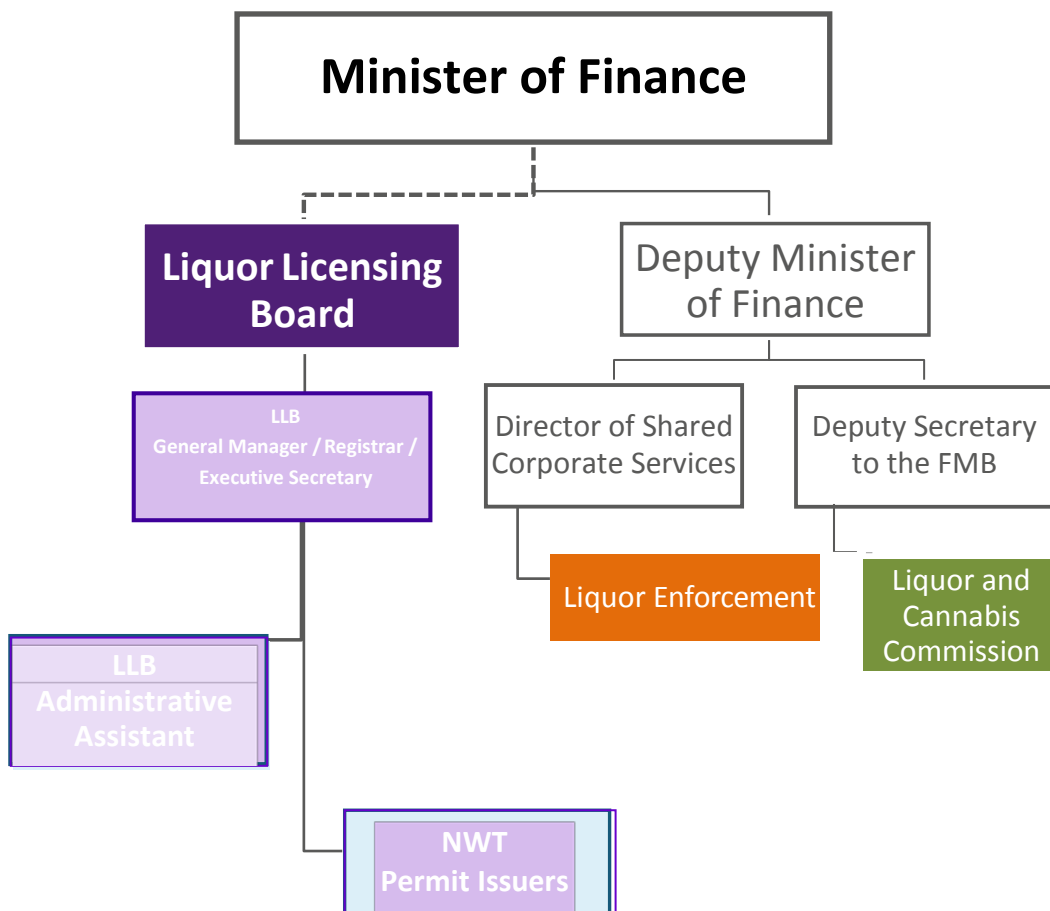 Minister of Finance
Liquor Licensing
Board
Deputy Minister
of Finance
LLB
General Manager / Registrar /
Executive Secretary
Director of Shared
Corporate Services
Deputy Secretary
to the FMB
Liquor Enforcement
Liquor and
Cannabis
Commission
LLB
Administrative
Assistant
NWT
Permit Issuers